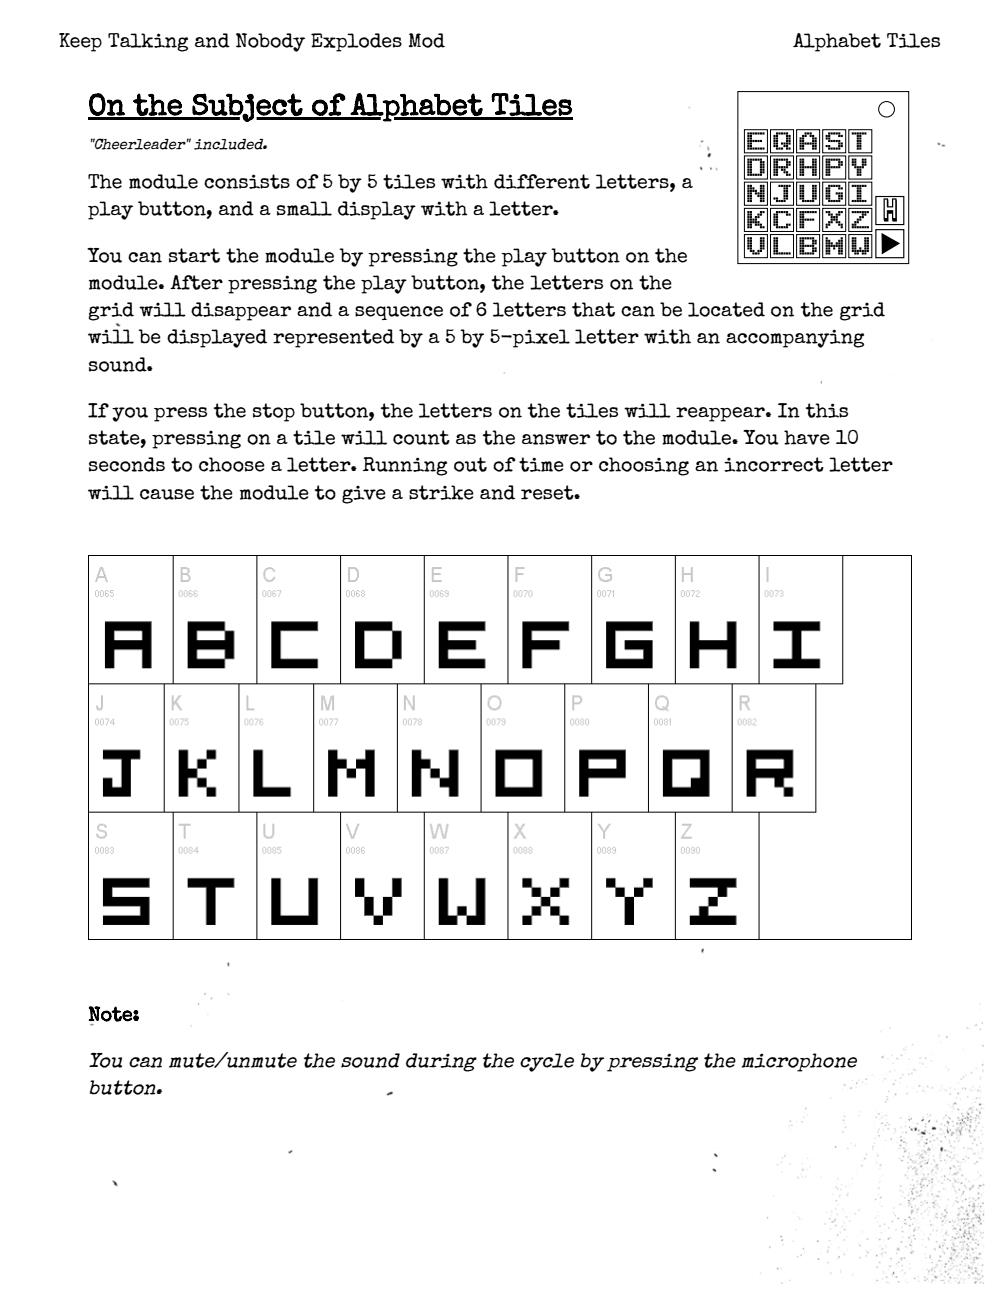 Keep Talking and Nobody Explodes Mod
Alphabet Tiles
On the Subject of Alphabet Tiles
"Cheerleader" included.
The module consists of 5 by 5 tiles with different letters, a
play button, and a small display with a letter.
You can start the module by pressing the play button on the
module. After pressing the play button, the letters on the
grid will disappear and a sequence of 6 letters that can be located on the grid
will be displayed represented by a 5 by 5-pixel letter with an accompanying
sound.
E Q A S T
D R H P Y
N J U G I
K C F X Z
H
V L B M W
If you press the stop button, the letters on the tiles will reappear. In this
state, pressing on a tile will count as the answer to the module. You have 10
seconds to choose a letter. Running out of time or choosing an incorrect letter
will cause the module to give a strike and reset.
A B C D E F G H I
0065 0066 0067 0068 0069 0070 0071 0072 0073
A B C D E F G H I
J K L M N O P Q R
0074 0075 0076 0077 0078 0079 0080 0081 0082
J K L M N O P Q R
S T U V W X Y Z
0083 0084 0085 0086 0087 0088 0089 0090
S T U V W X Y Z
Note:
You can mute/unmute the sound during the cycle by pressing the microphone
button.